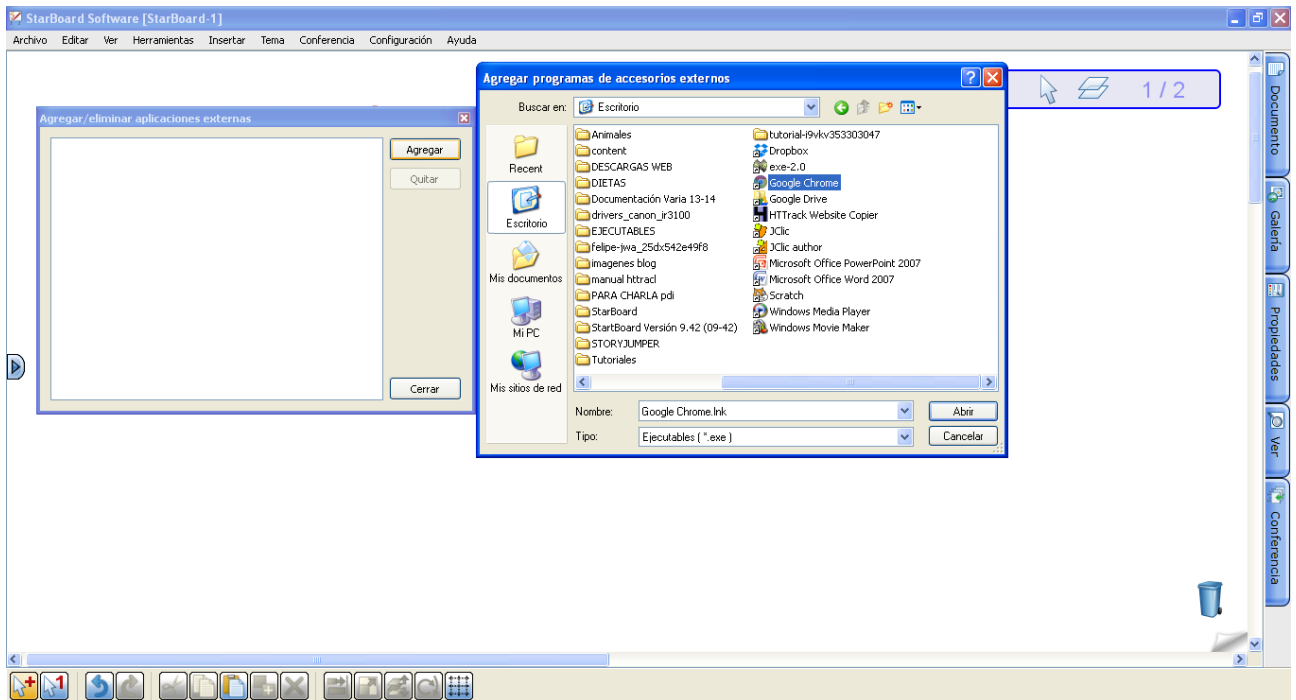 StarBoard Software [StarBoard-1]
Archivo Editar Ver Herramientas Insertar Tema Conferencia Configuración Ayuda
Agregar/eliminar aplicaciones externas
Agregar
Quitar
Cerrar
Agregar programas de accesorios externos
Buscar en: Escritorio
Recent
Escritorio
Mis documentos
Mi PC
Mis sitios de red
Animales
content
DESCARGAS WEB
DIETAS
Documentación Varia 13-14
drivers_canon_ir3100
EJECUTABLES
felipe-jwa_25dx542e49f8
imagenes blog
manual httracl
PARA CHARLA pdi
StarBoard
StartBoard Versión 9.42 (09-42)
STORYJUMPER
Tutoriales
tutorial-i9vkv353303047
Dropbox
exe-2.0
Google Chrome
Google Drive
HTTrack Website Copier
JClic
JClic author
Microsoft Office PowerPoint 2007
Microsoft Office Word 2007
Scratch
Windows Media Player
Windows Movie Maker
Nombre: Google Chrome.lnk
Abrir
Tipo: Ejecutables ( *.exe )
Cancelar
1 / 2
Documento
Galería
Propiedades
Ver
Conferencia
1